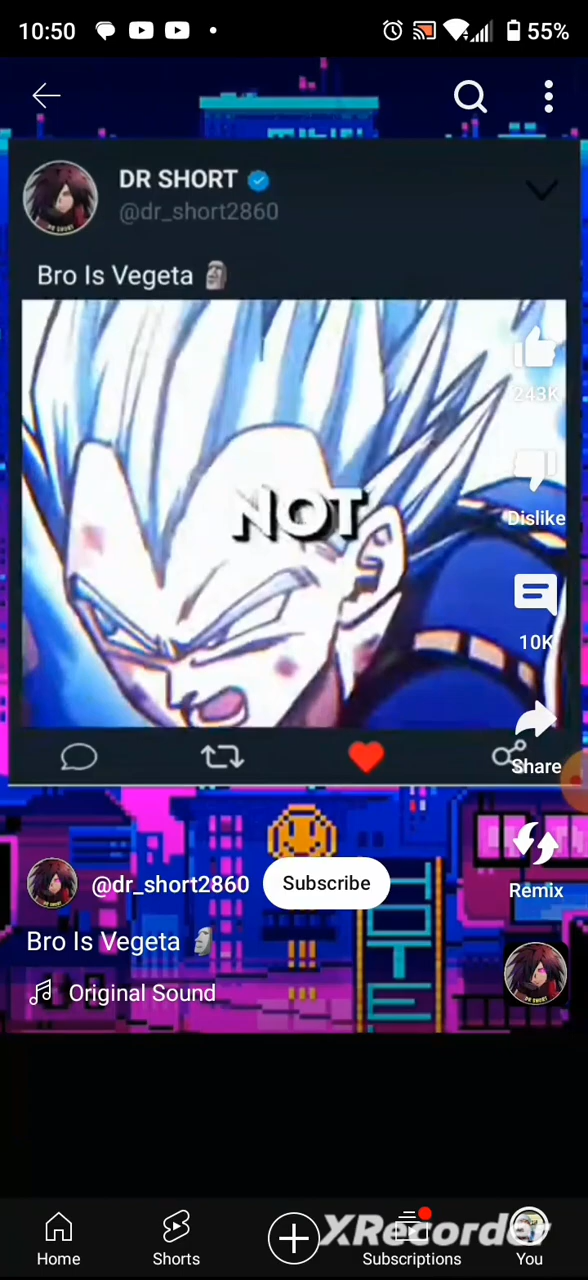 10:50
55%
DR SHORT
@dr_short2860
Bro Is Vegeta 🗿
NOT
243K
Dislike
10K
Share
Remix
@dr_short2860
Subscribe
Bro Is Vegeta 🗿
Original Sound
HOTE
XRecorder
Home
Shorts
Subscriptions
You